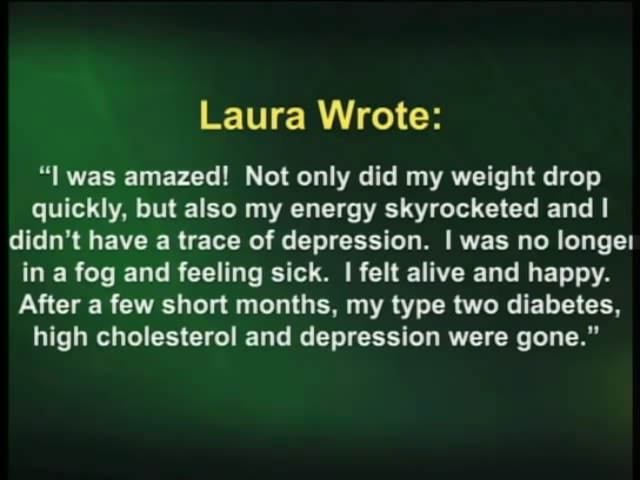 Laura Wrote:
“I was amazed!  Not only did my weight drop
quickly, but also my energy skyrocketed and I
didn’t have a trace of depression.  I was no longer
in a fog and feeling sick.  I felt alive and happy.
After a few short months, my type two diabetes,
high cholesterol and depression were gone.”